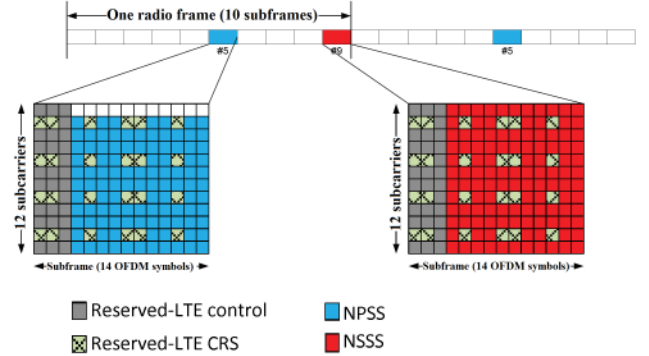 One radio frame (10 subframes)
#5
#9
#5
12 subcarriers
12 subcarriers
Subframe (14 OFDM symbols)
Subframe (14 OFDM symbols)
Reserved-LTE control
NPSS
Reserved-LTE CRS
NSSS